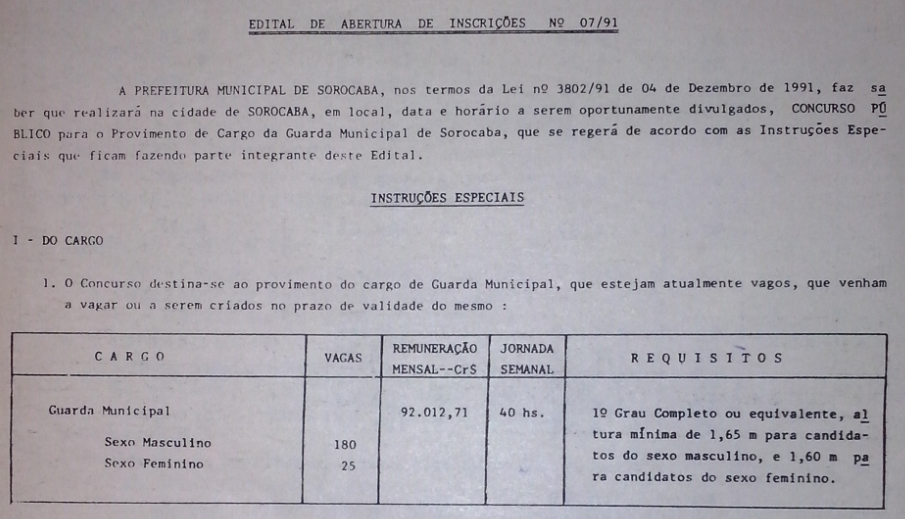 EDITAL DE ABERTURA DE INSCRIÇÕES Nº 07/91
A PREFEITURA MUNICIPAL DE SOROCABA, nos termos da Lei nº 3802/91 de 04 de Dezembro de 1991, faz sa
ber que realizará na cidade de SOROCABA, em local, data e horário a serem oportunamente divulgados, CONCURSO PÚ
BLICO para o Provimento de Cargo da Guarda Municipal de Sorocaba, que se regerá de acordo com as Instruções Espe-
ciais que ficam fazendo parte integrante deste Edital.
INSTRUÇÕES ESPECIAIS
I - DO CARGO
1. O Concurso destina-se ao provimento do cargo de Guarda Municipal, que estejam atualmente vagos, que venham
a vagar ou a serem criados no prazo de validade do mesmo :
CARGO VAGAS REMUNERAÇÃO MENSAL--Cr$ JORNADA SEMANAL REQUISITOS
Guarda Municipal 92.012,71 40 hs. 1º Grau Completo ou equivalente, al
tura mínima de 1,65 m para candida-
Sexo Masculino 180 tos do sexo masculino, e 1,60 m pa
Sexo Feminino 25 ra candidatos do sexo feminino.